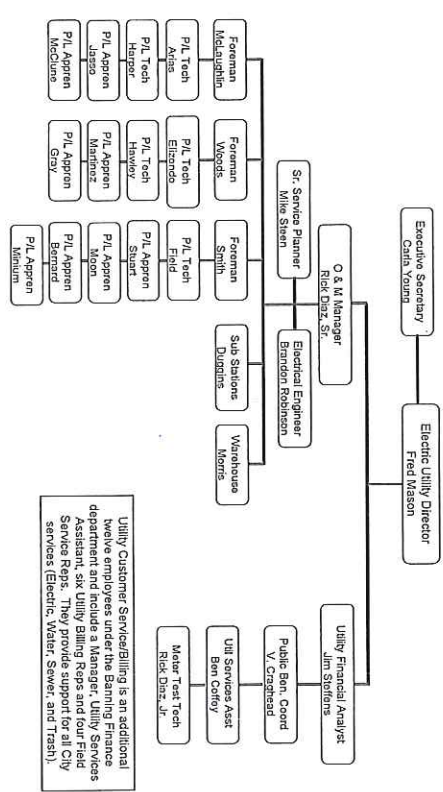 Electric Utility Director
Fred Mason
Executive Secretary
Carla Young
O & M Manager
Rick Diaz, Sr.
Utility Financial Analyst
Jim Steffens
Sr. Service Planner
Mike Steen
Electrical Engineer
Brandon Robinson
Public Ben. Coord
V. Craghead
Util Services Asst
Ben Coffey
Meter Test Tech
Rick Diaz, Jr.
Foreman
McLaughlin
P/L Tech
Arias
P/L Tech
Harper
P/L Appren
Jasso
P/L Appren
McClune
Foreman
Woods
P/L Tech
Elizondo
P/L Tech
Hawley
P/L Appren
Martinez
P/L Appren
Gray
Foreman
Smith
P/L Tech
Field
P/L Appren
Stuart
P/L Appren
Moon
P/L Appren
Bernard
P/L Appren
Minium
Sub Stations
Duggins
Warehouse
Morris
Utility Customer Service/Billing is an additional
twelve employees under the Banning Finance
department and include a Manager, Utility Services
Assistant, six Utility Billing Reps and four Field
Service Reps. They provide support for all City
services (Electric, Water, Sewer, and Trash).